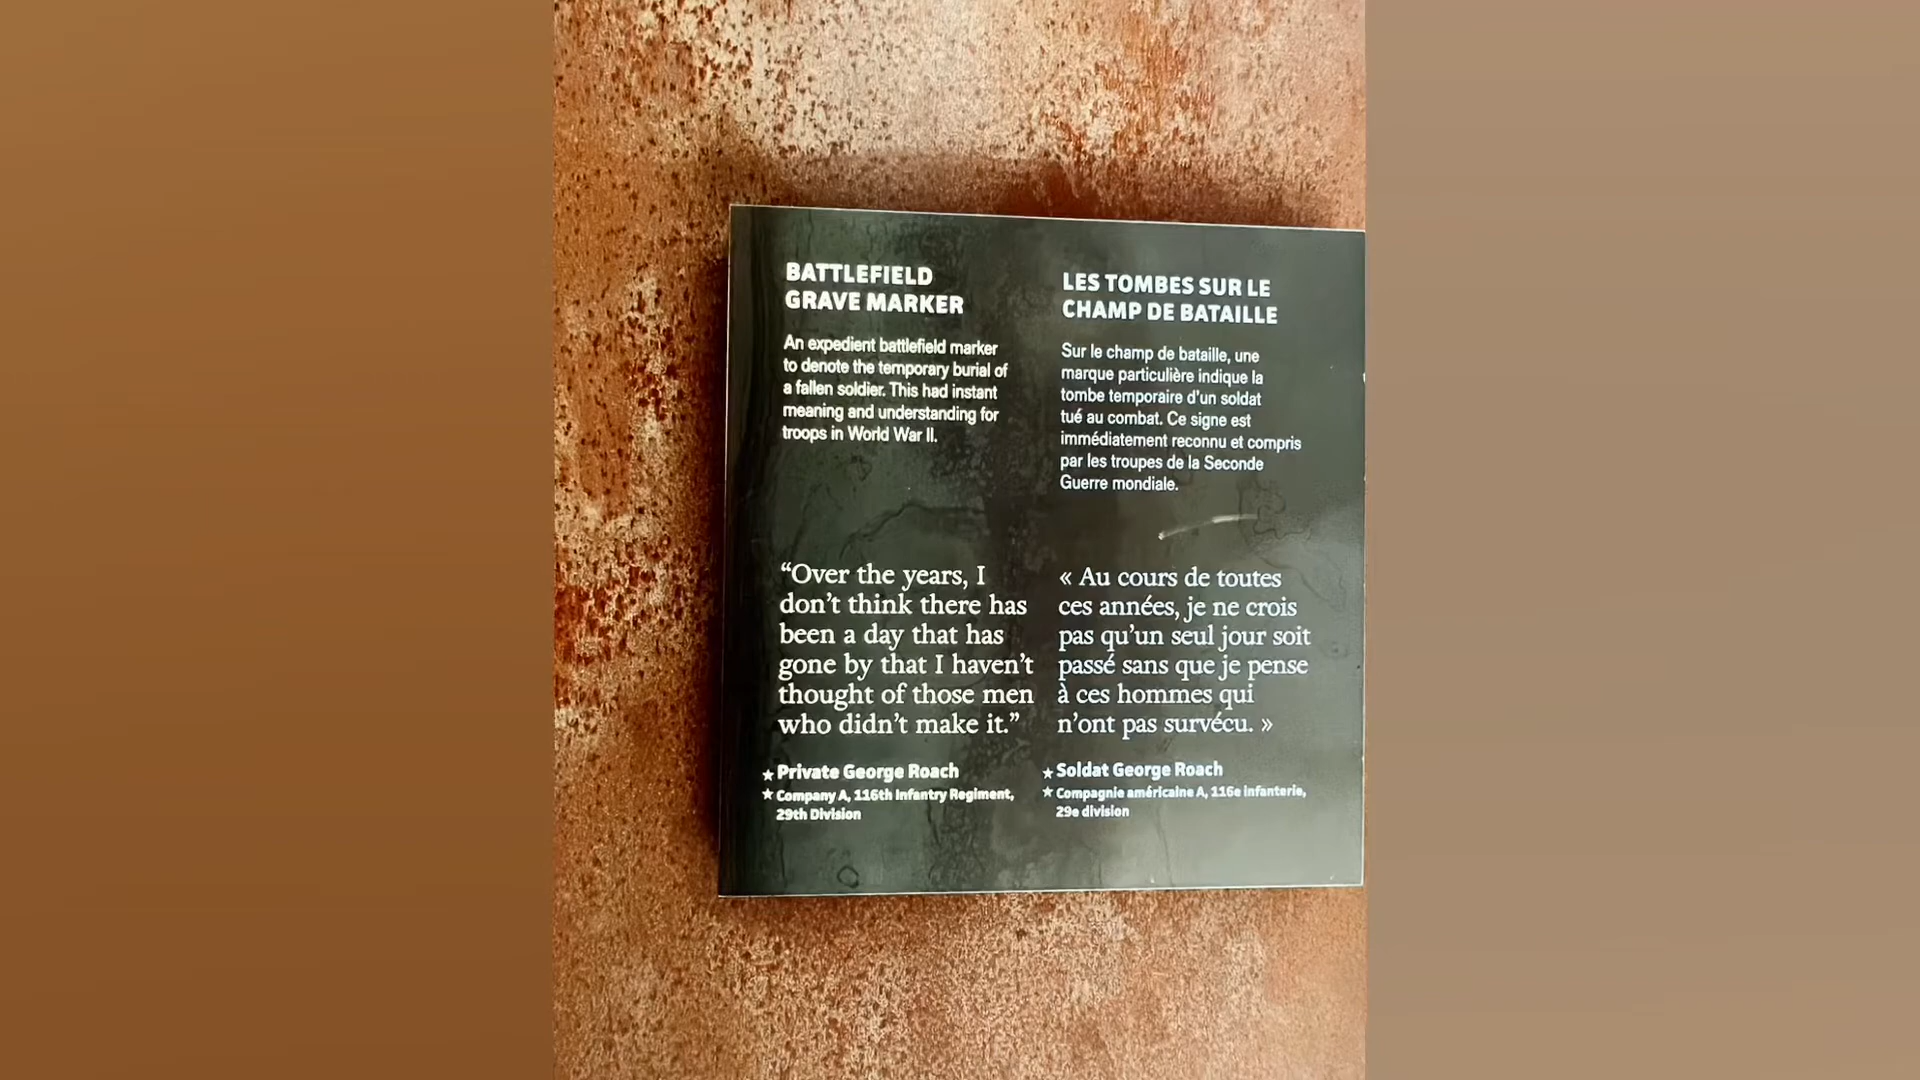 BATTLEFIELD
GRAVE MARKER
An expedient battlefield marker
to denote the temporary burial of
a fallen soldier. This had instant
meaning and understanding for
troops in World War II.
“Over the years, I
don’t think there has
been a day that has
gone by that I haven’t
thought of those men
who didn’t make it.”
★ Private George Roach
★ Company A, 116th Infantry Regiment,
29th Division
LES TOMBES SUR LE
CHAMP DE BATAILLE
Sur le champ de bataille, une
marque particulière indique la
tombe temporaire d’un soldat
tué au combat. Ce signe est
immédiatement reconnu et compris
par les troupes de la Seconde
Guerre mondiale.
« Au cours de toutes
ces années, je ne crois
pas qu’un seul jour soit
passé sans que je pense
à ces hommes qui
n’ont pas survécu. »
★ Soldat George Roach
★ Compagnie américaine A, 116e infanterie,
29e division